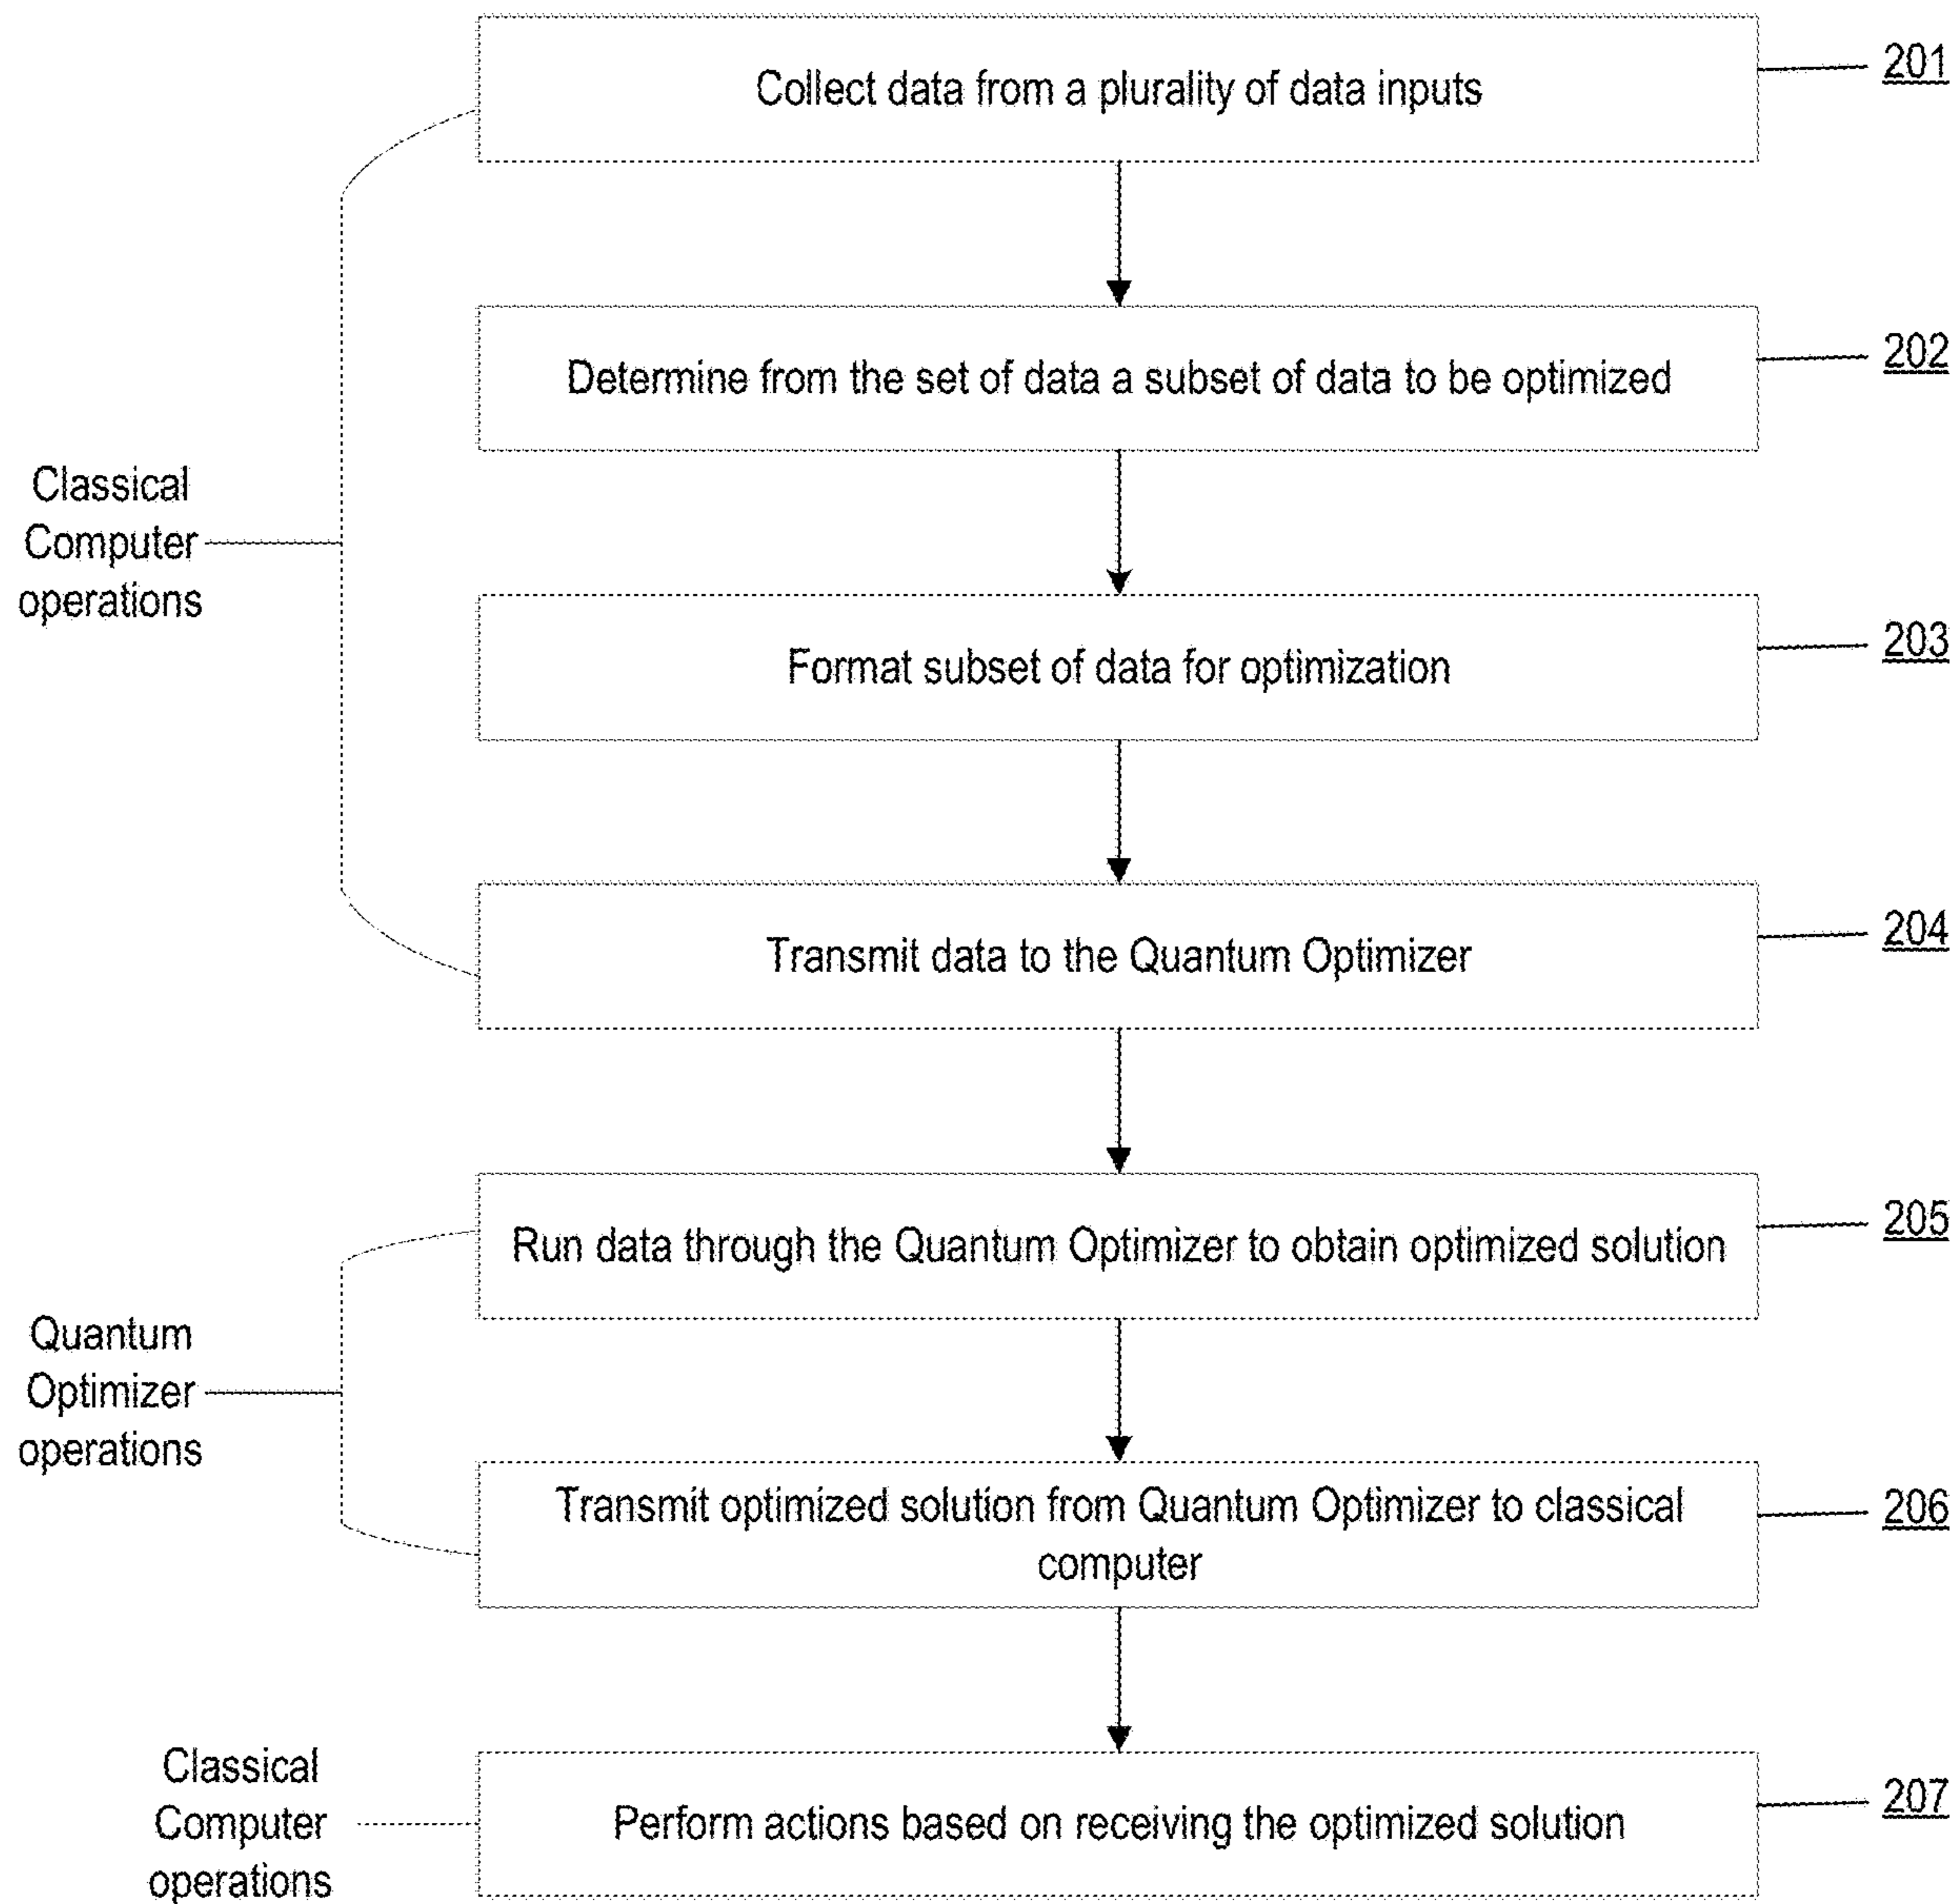 Collect data from a plurality of data inputs
201
Determine from the set of data a subset of data to be optimized
202
Classical
Computer
operations
Format subset of data for optimization
203
Transmit data to the Quantum Optimizer
204
Run data through the Quantum Optimizer to obtain optimized solution
205
Quantum
Optimizer
operations
Transmit optimized solution from Quantum Optimizer to classical
computer
206
Classical
Computer
operations
Perform actions based on receiving the optimized solution
207